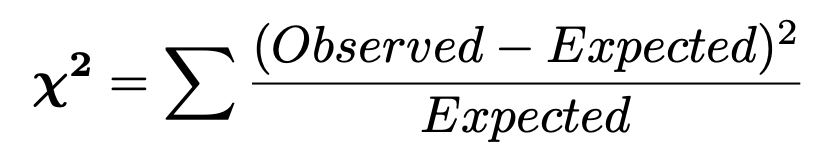 χ² = ∑ (Observed − Expected)² / Expected